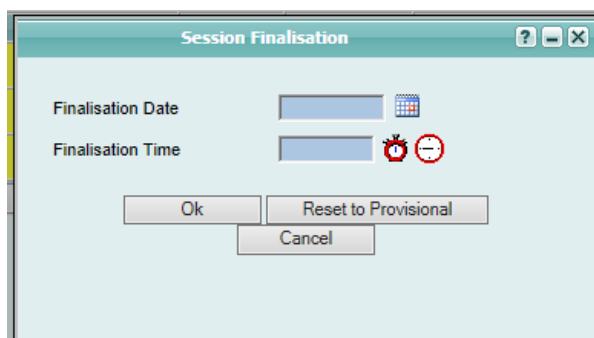 Session Finalisation ?
Finalisation Date
Finalisation Time
Ok Reset to Provisional
Cancel